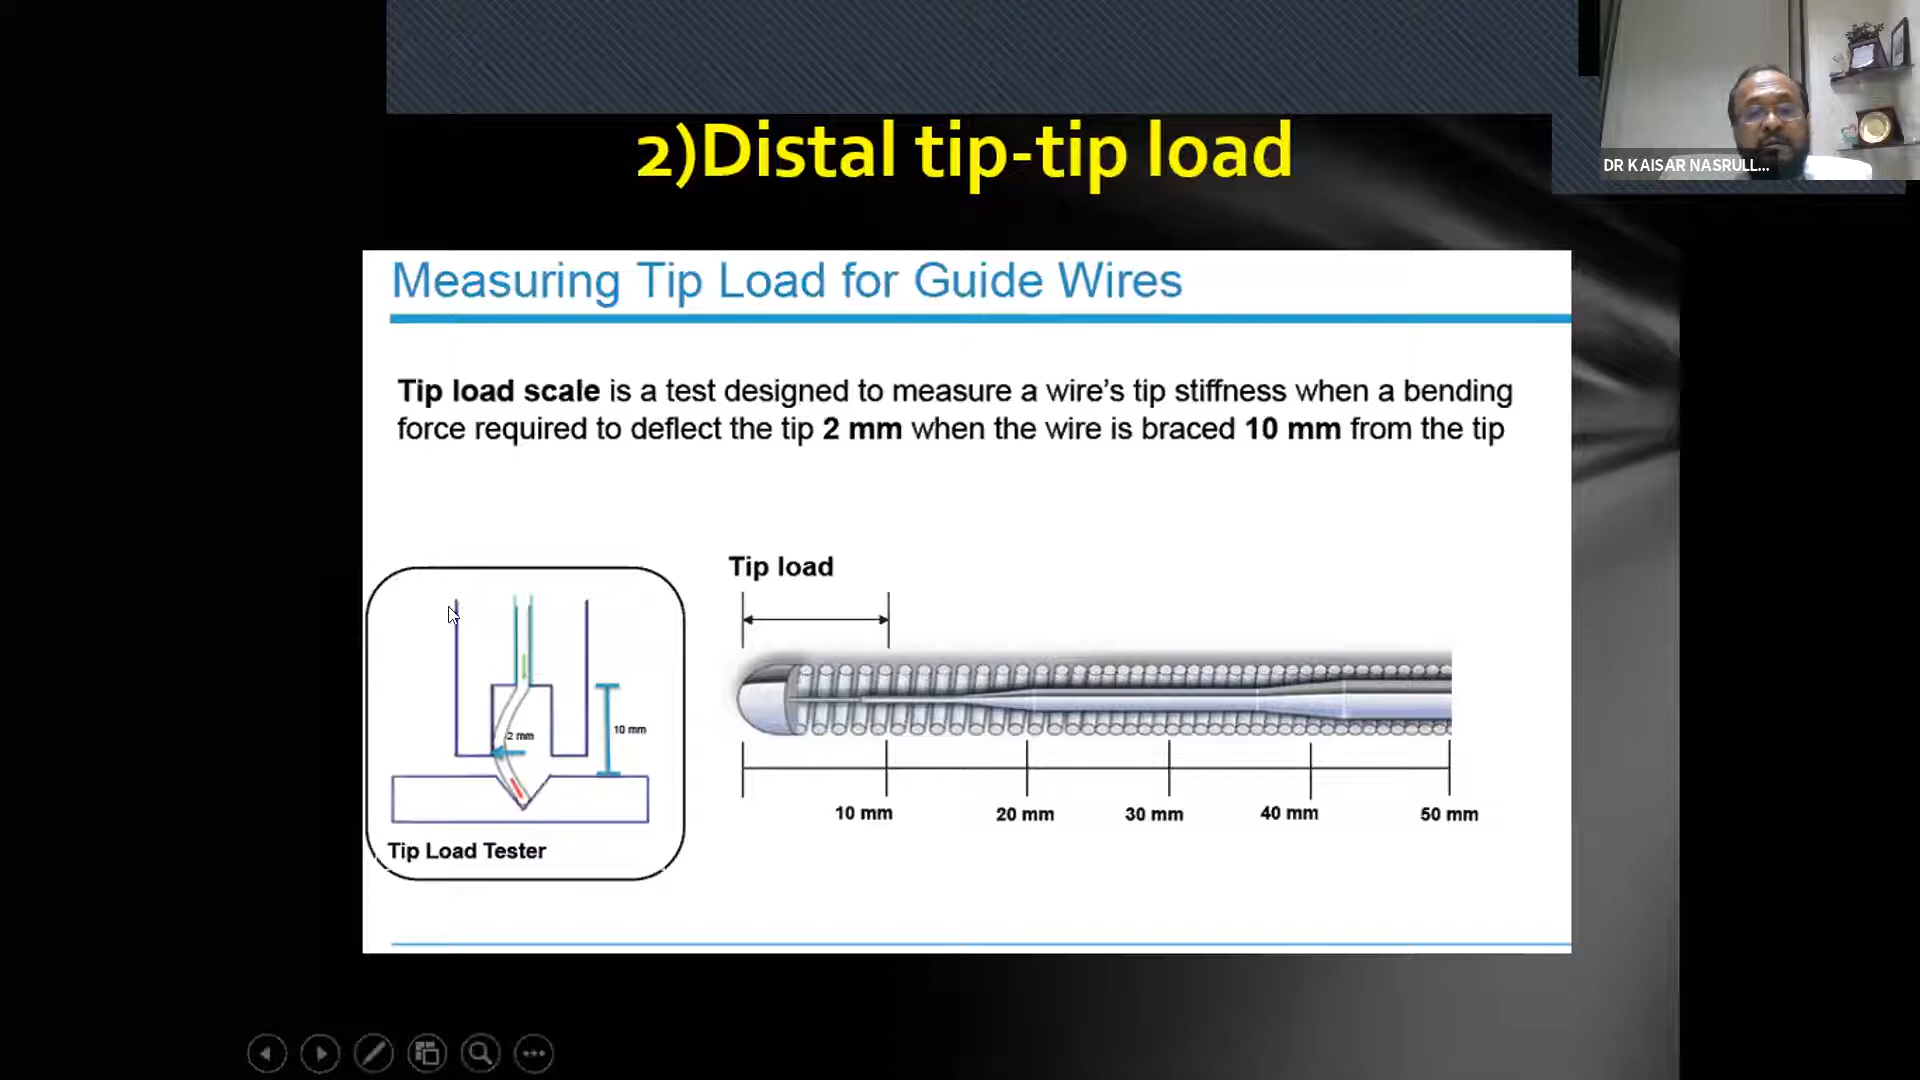 2)Distal tip-tip load
DR KAISAR NASRULL...
Measuring Tip Load for Guide Wires
Tip load scale is a test designed to measure a wire's tip stiffness when a bending
force required to deflect the tip 2 mm when the wire is braced 10 mm from the tip
Tip load
2 mm
10 mm
Tip Load Tester
10 mm 20 mm 30 mm 40 mm 50 mm